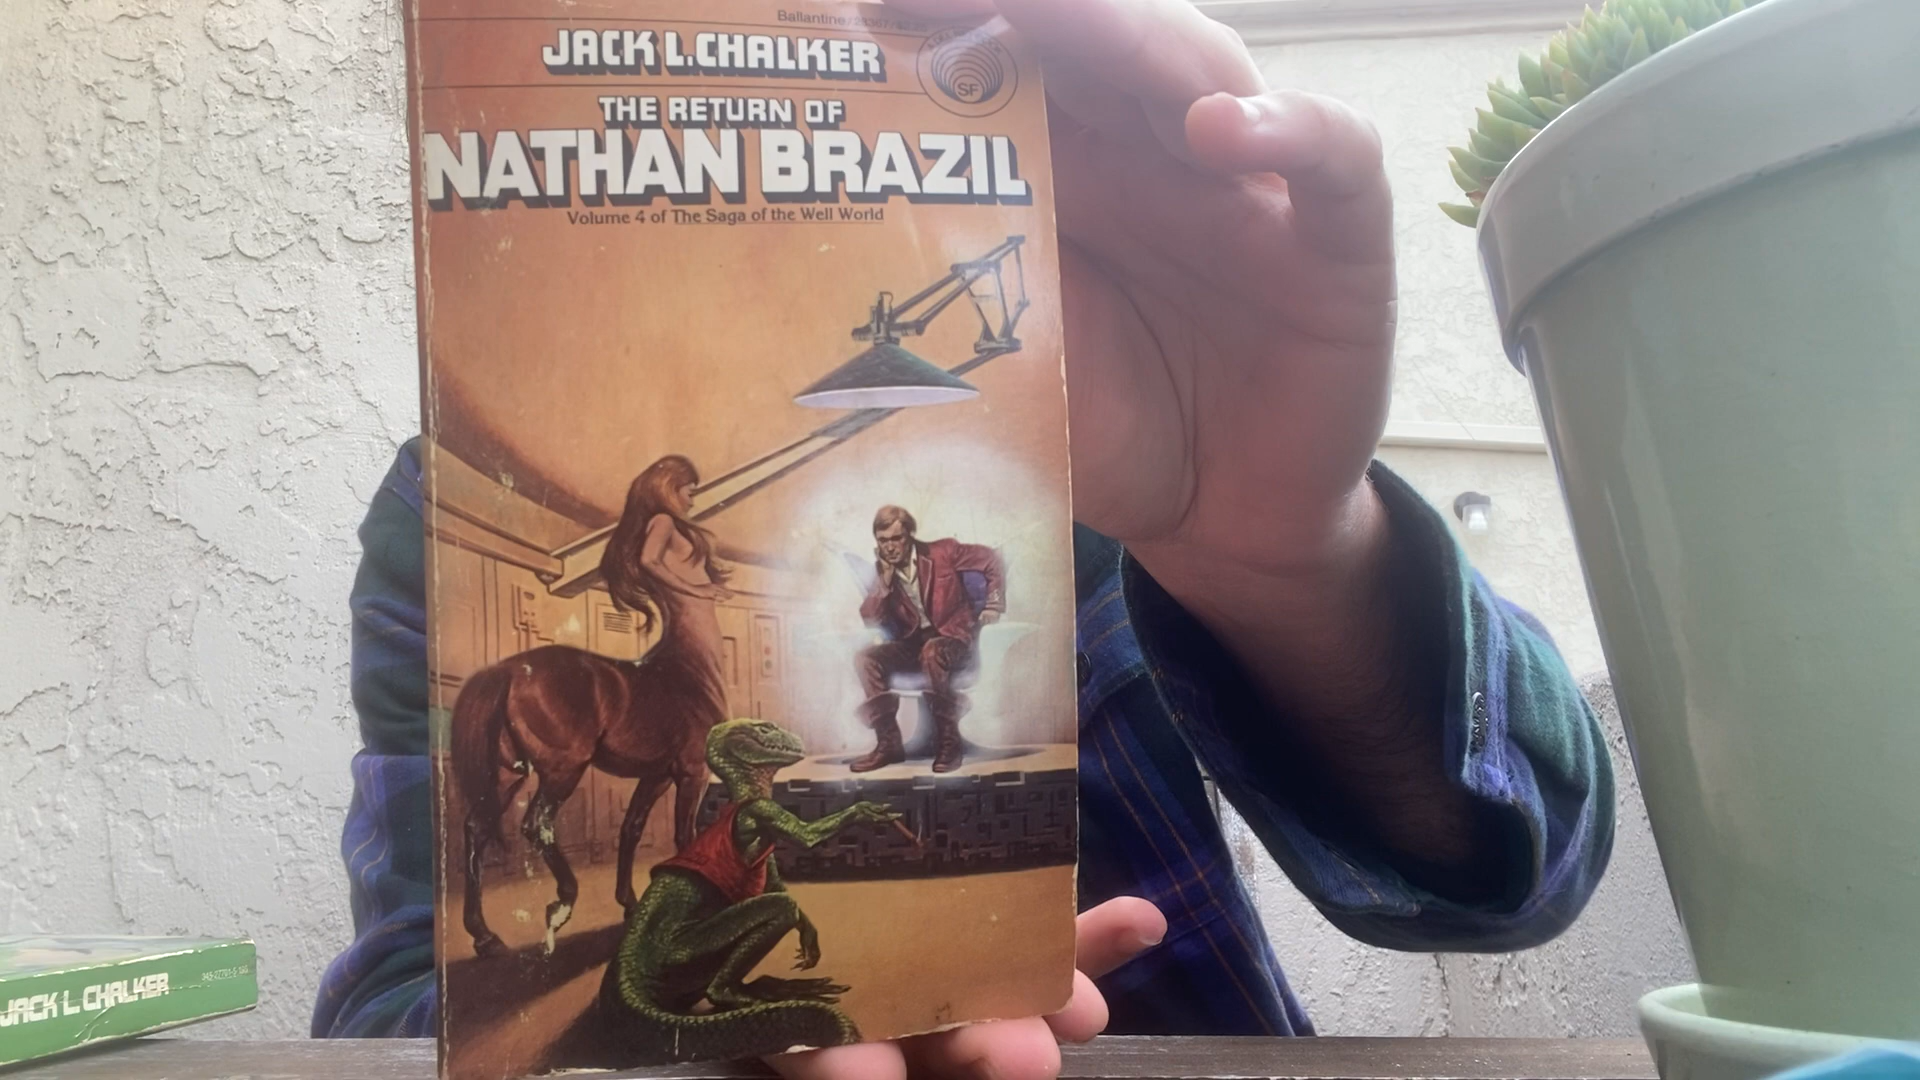 Ballantine
JACK L. CHALKER
SF
THE RETURN OF
NATHAN BRAZIL
Volume 4 of The Saga of the Well World
JACK L. CHALKER